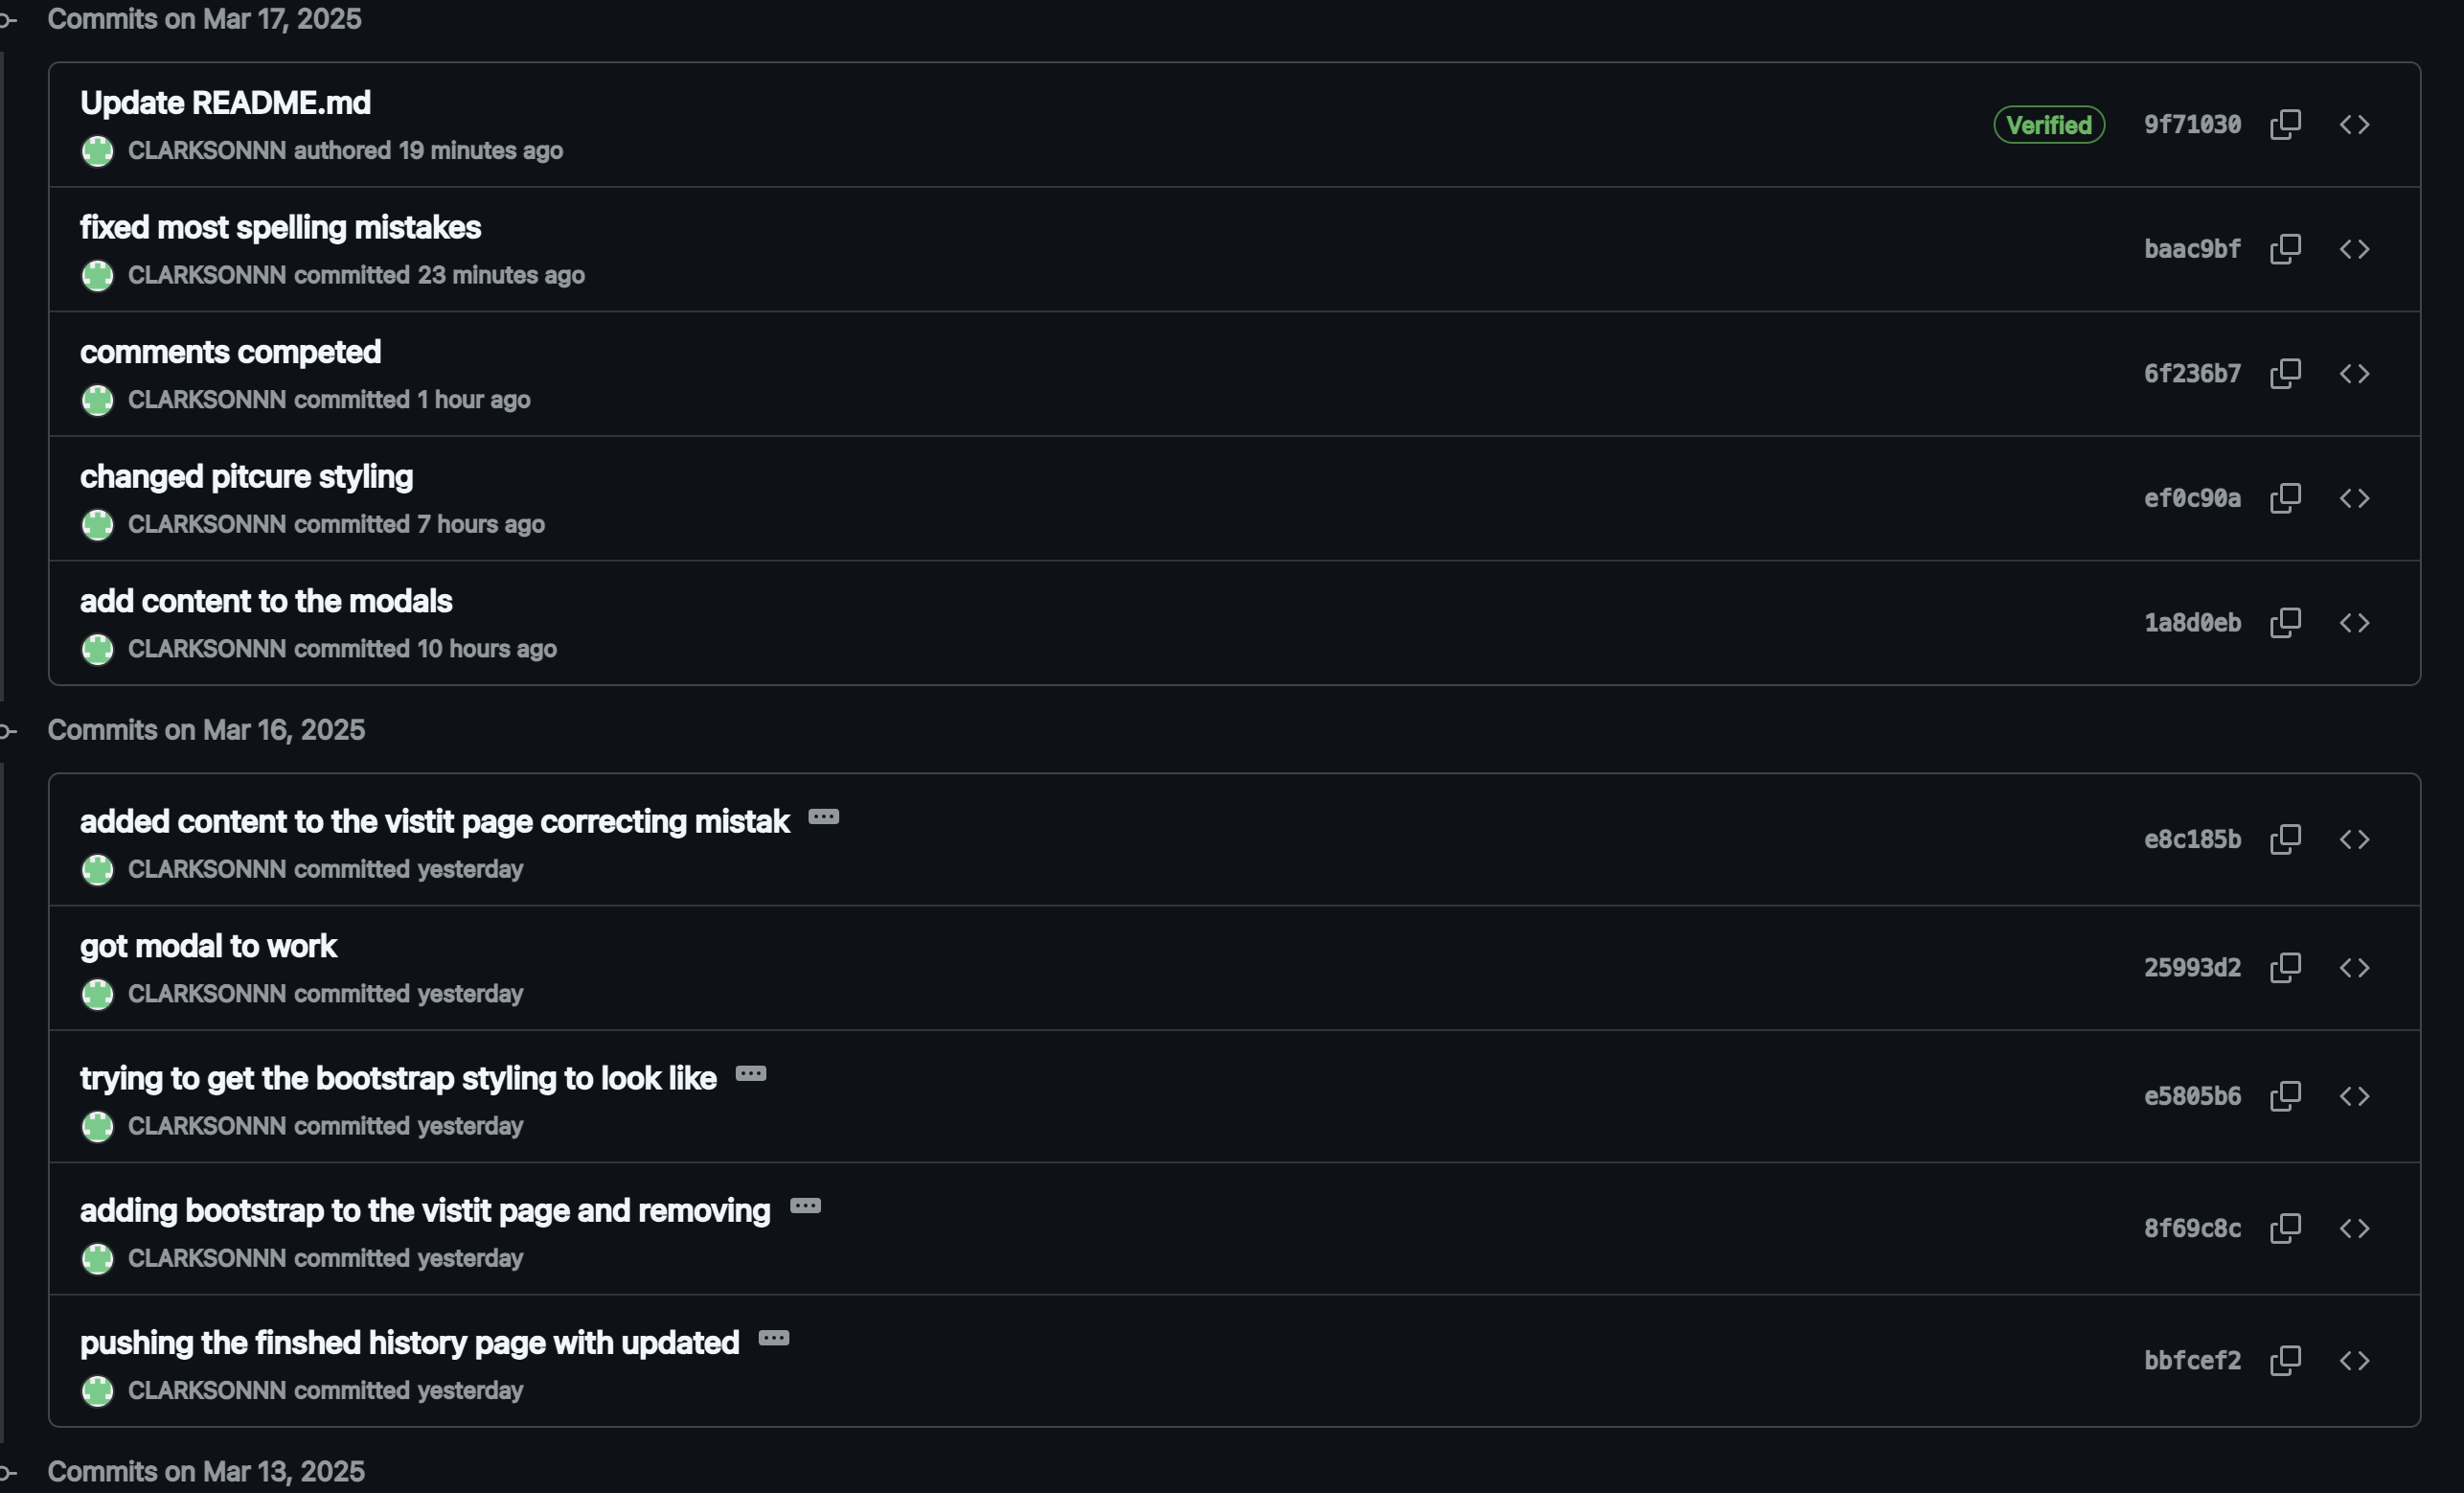 Commits on Mar 17, 2025
Update README.md
CLARKSONNN authored 19 minutes ago
Verified
9f71030
fixed most spelling mistakes
CLARKSONNN committed 23 minutes ago
baac9bf
comments competed
CLARKSONNN committed 1 hour ago
6f236b7
changed pitcure styling
CLARKSONNN committed 7 hours ago
ef0c90a
add content to the modals
CLARKSONNN committed 10 hours ago
1a8d0eb
Commits on Mar 16, 2025
added content to the vistit page correcting mistak
CLARKSONNN committed yesterday
e8c185b
got modal to work
CLARKSONNN committed yesterday
25993d2
trying to get the bootstrap styling to look like
CLARKSONNN committed yesterday
e5805b6
adding bootstrap to the vistit page and removing
CLARKSONNN committed yesterday
8f69c8c
pushing the finshed history page with updated
CLARKSONNN committed yesterday
bbfcef2
Commits on Mar 13, 2025